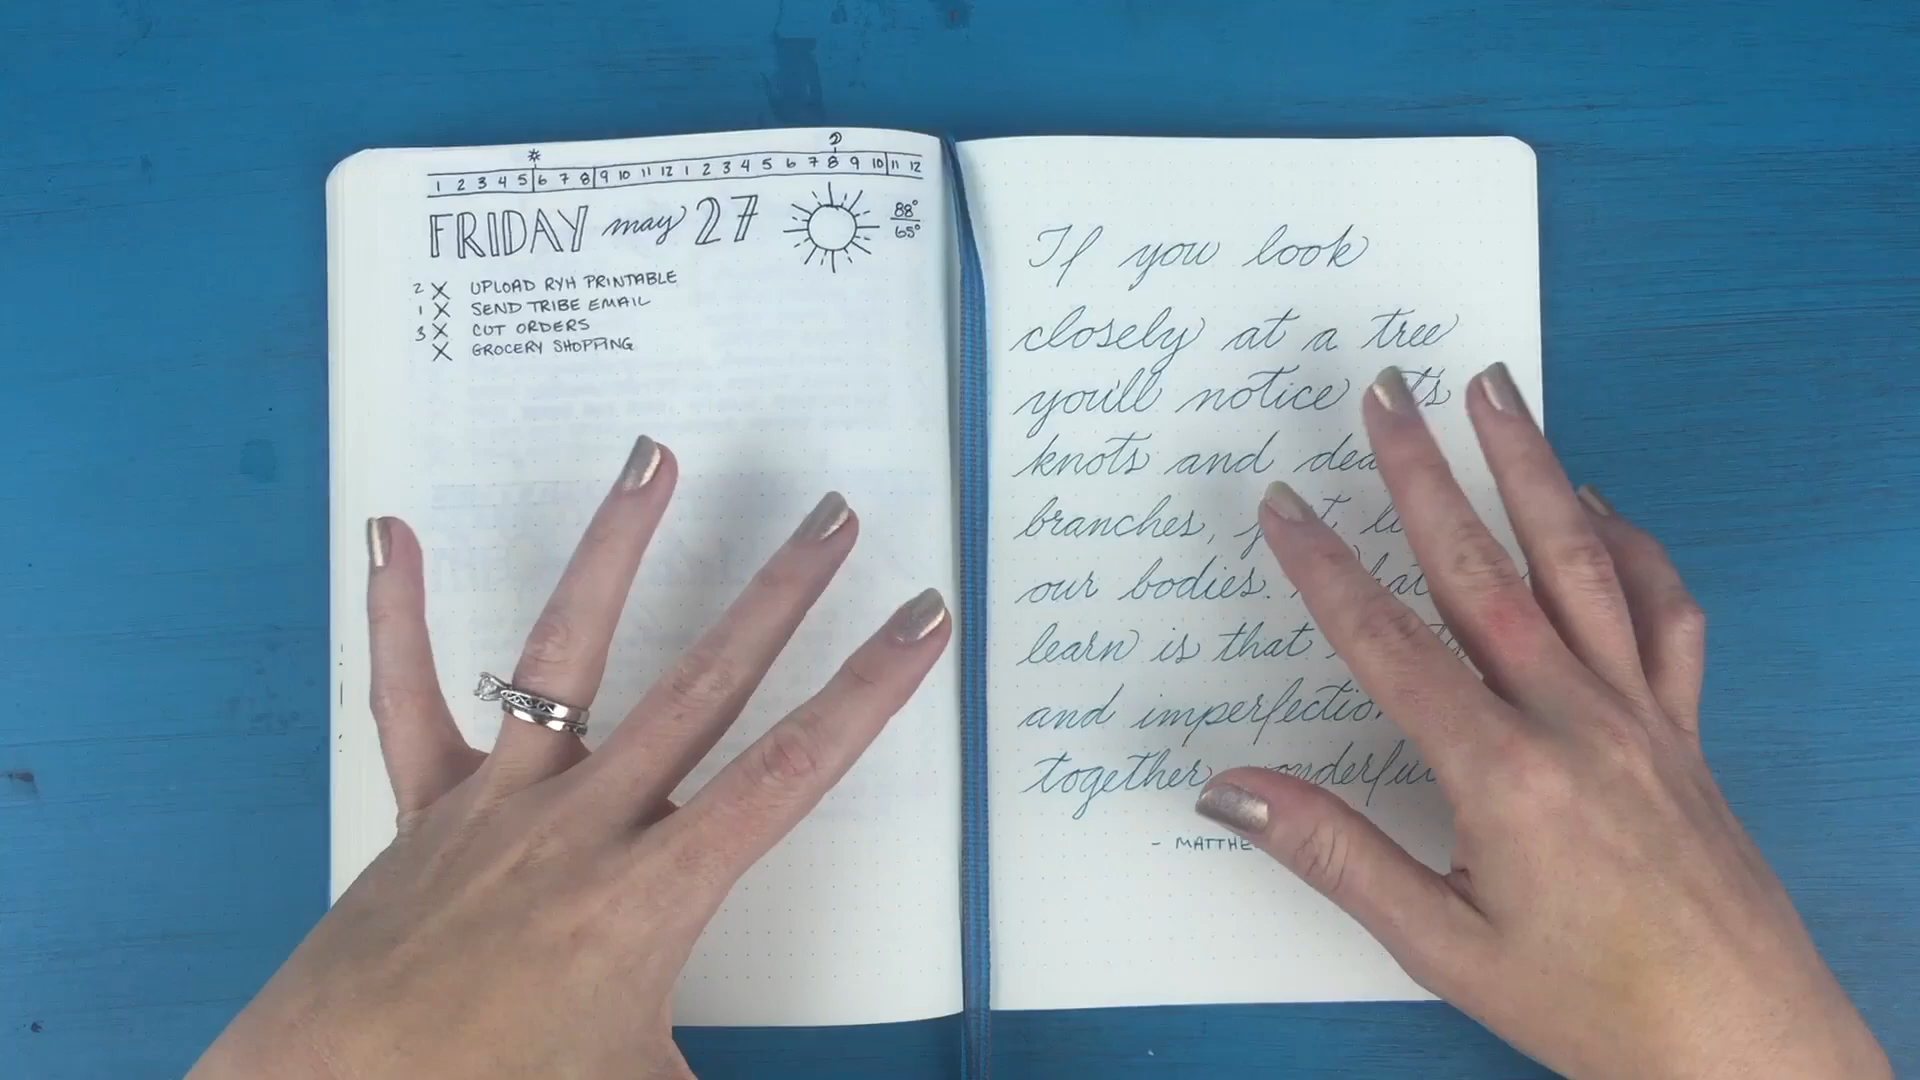 1 2 3 4 5 6 7 8 9 10 11 12 1 2 3 4 5 6 7 8 9 10 11 12
FRIDAY may 27
88°
65°
2 X UPLOAD RYH PRINTABLE
1 X SEND TRIBE EMAIL
3 X CUT ORDERS
X GROCERY SHOPPING
If you look
closely at a tree
you'll notice
knots and
branches,
our bodies.
learn is that
and
together
-